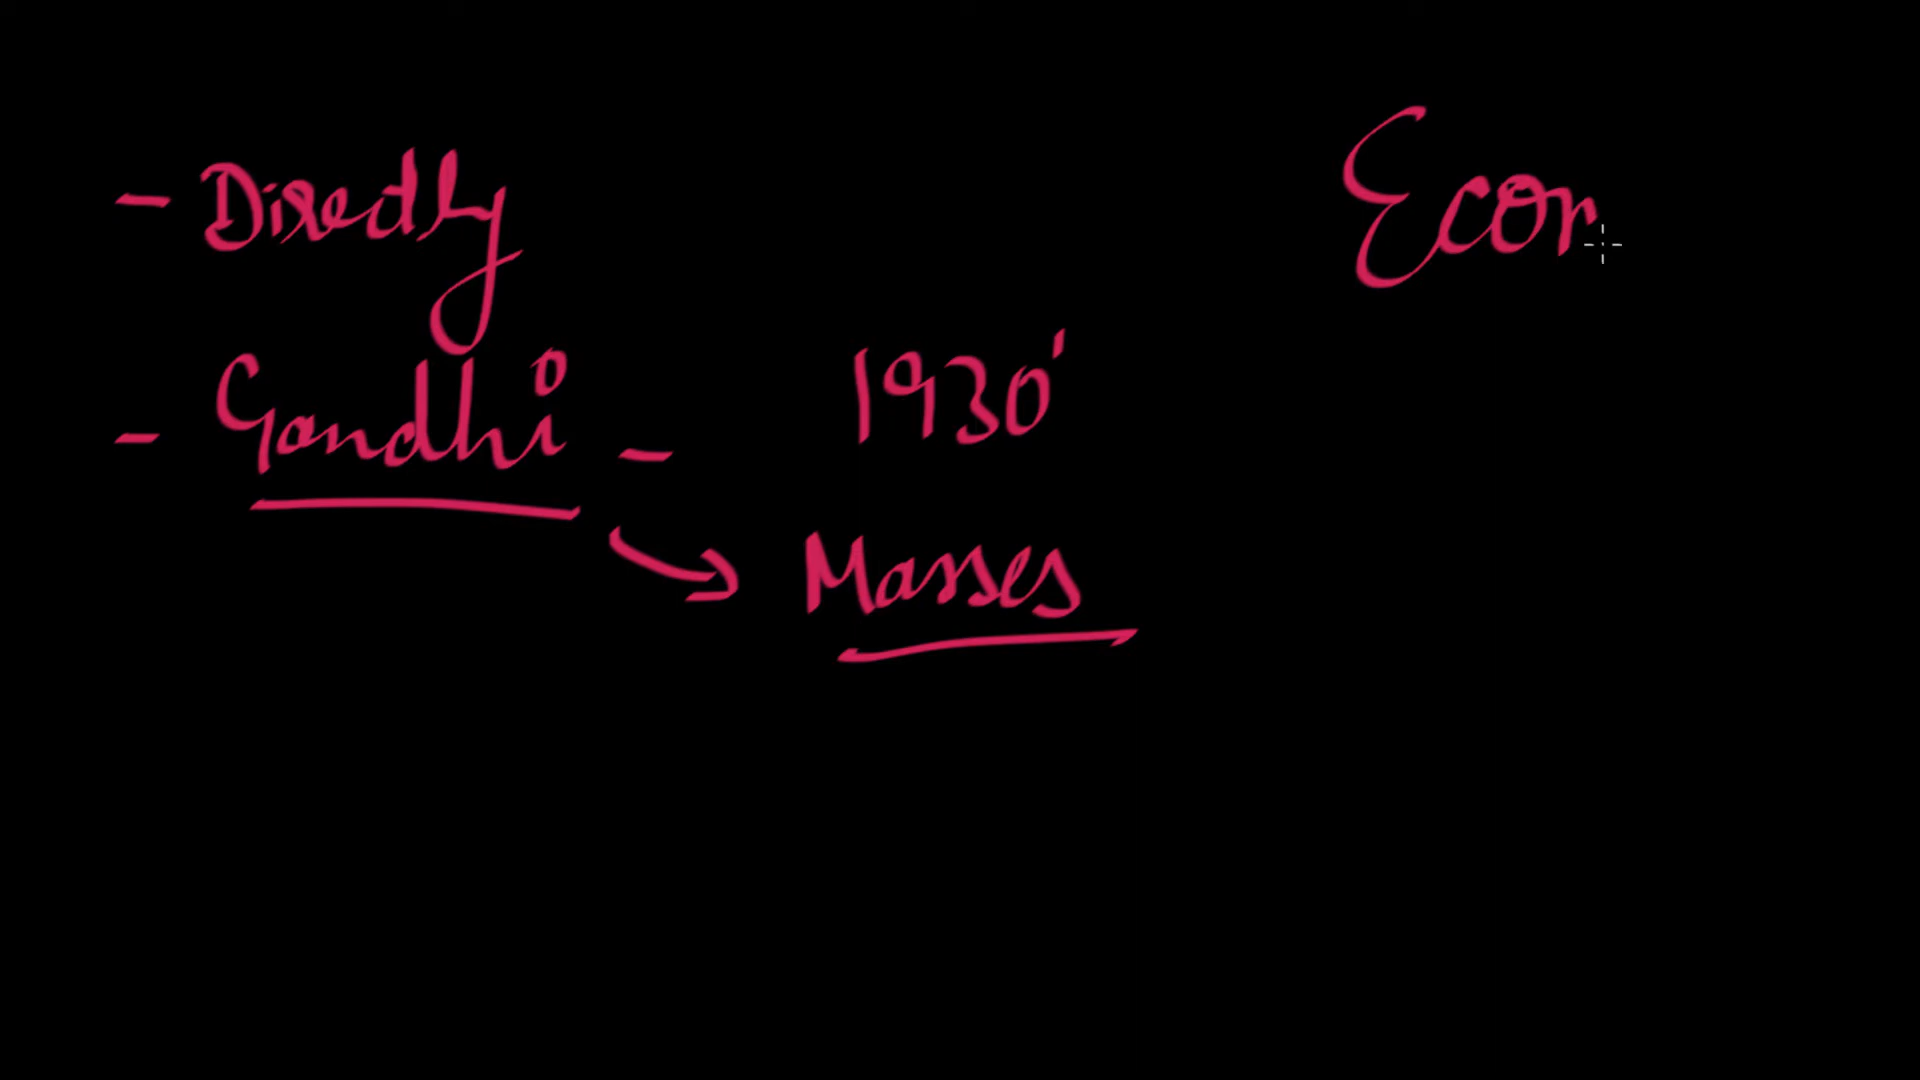 - Directly
Econ
- Gandhi - 1930'
→ Masses